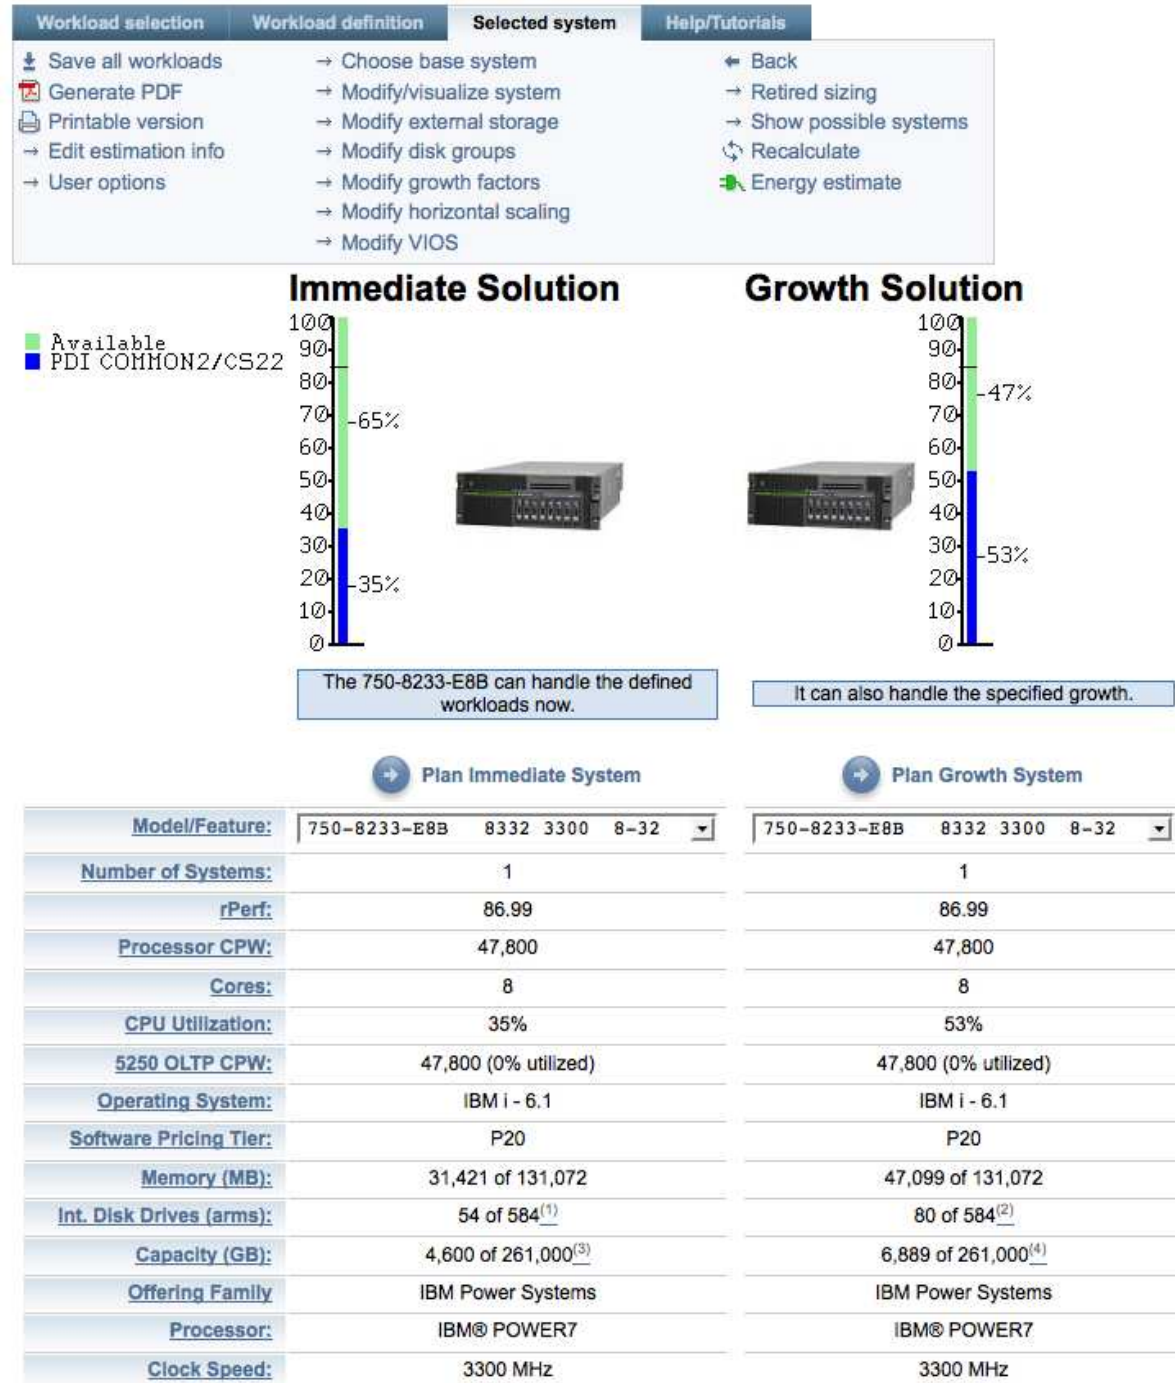 Workload selection Workload definition Selected system Help/Tutorials
Save all workloads → Choose base system Back
Generate PDF → Modify/visualize system → Retired sizing
Printable version → Modify external storage → Show possible systems
→ Edit estimation info → Modify disk groups Recalculate
→ User options → Modify growth factors Energy estimate
→ Modify horizontal scaling
→ Modify VIOS
Immediate Solution Growth Solution
Available
PDI COMMON2/CS22
100 100
90 90
80 80
-47%
70 70
-65%
60 60
50 50
40 40
30 30
-53%
20 20
-35%
10 10
0 0
The 750-8233-E8B can handle the defined
workloads now.
It can also handle the specified growth.
Plan Immediate System Plan Growth System
Model/Feature: 750-8233-E8B 8332 3300 8-32 750-8233-E8B 8332 3300 8-32
Number of Systems: 1 1
rPerf: 86.99 86.99
Processor CPW: 47,800 47,800
Cores: 8 8
CPU Utilization: 35% 53%
5250 OLTP CPW: 47,800 (0% utilized) 47,800 (0% utilized)
Operating System: IBM i - 6.1 IBM i - 6.1
Software Pricing Tier: P20 P20
Memory (MB): 31,421 of 131,072 47,099 of 131,072
Int. Disk Drives (arms): 54 of 584(1) 80 of 584(2)
Capacity (GB): 4,600 of 261,000(3) 6,889 of 261,000(4)
Offering Family IBM Power Systems IBM Power Systems
Processor: IBM® POWER7 IBM® POWER7
Clock Speed: 3300 MHz 3300 MHz